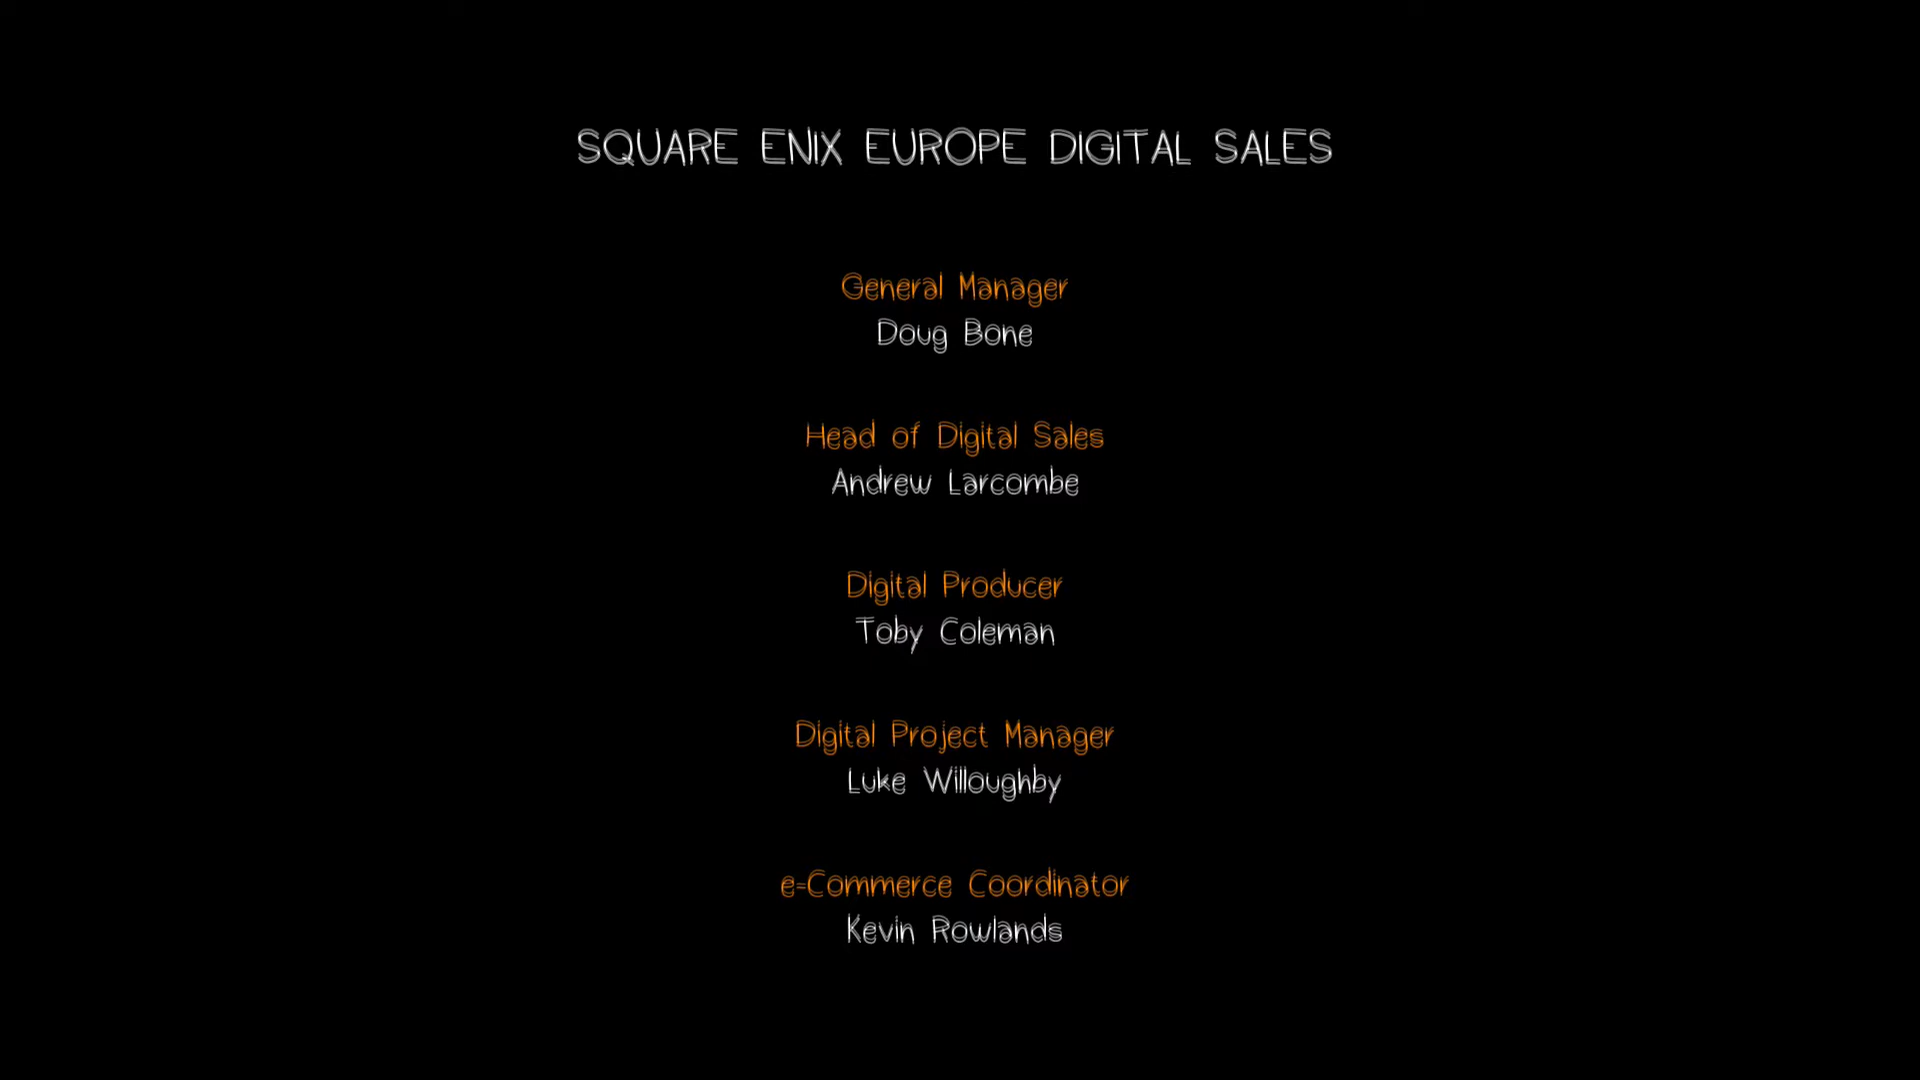 SQUARE ENIX EUROPE DIGITAL SALES
General Manager
Doug Bone
Head of Digital Sales
Andrew Larcombe
Digital Producer
Toby Coleman
Digital Project Manager
Luke Willoughby
e-Commerce Coordinator
Kevin Rowlands